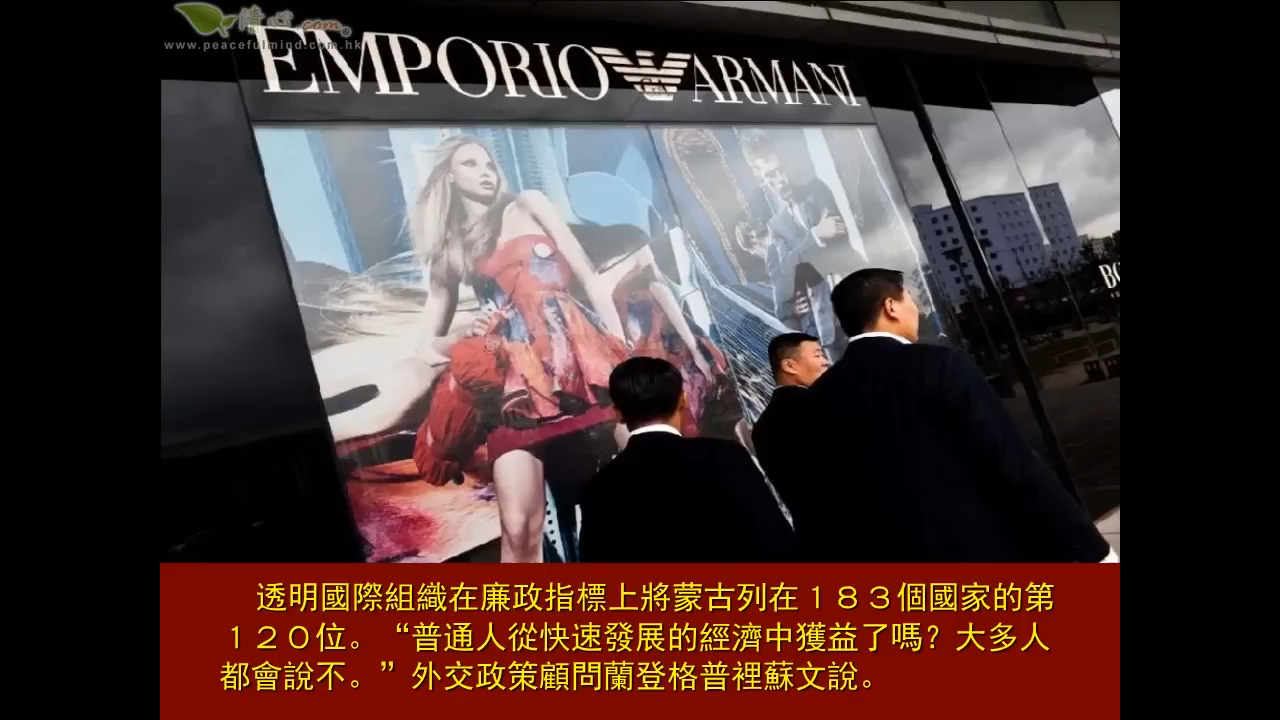 清心.com
www.peacefulmind.com.hk
EMPORIO ARMANI
透明國際組織在廉政指標上將蒙古列在１８３個國家的第
１２０位。“普通人從快速發展的經濟中獲益了嗎？大多人
都會說不。”外交政策顧問蘭登格普裡蘇文說。